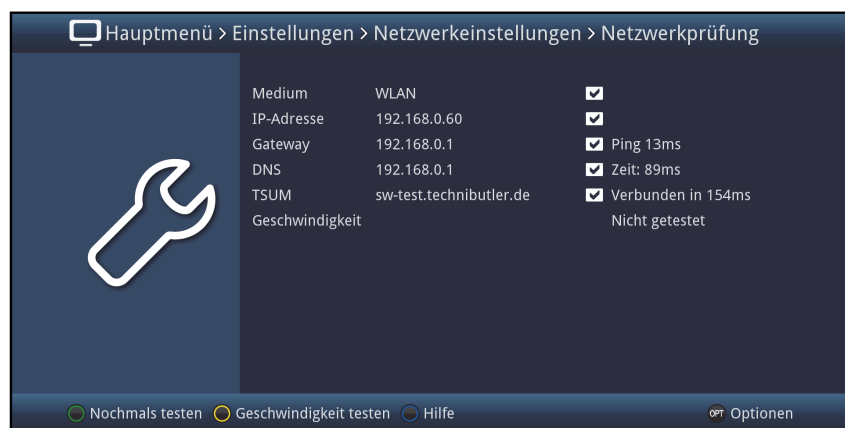 Hauptmenü > Einstellungen > Netzwerkeinstellungen > Netzwerkprüfung
Medium WLAN
IP-Adresse 192.168.0.60
Gateway 192.168.0.1 Ping 13ms
DNS 192.168.0.1 Zeit: 89ms
TSUM sw-test.technibutler.de Verbunden in 154ms
Geschwindigkeit Nicht getestet
Nochmals testen Geschwindigkeit testen Hilfe OPT Optionen